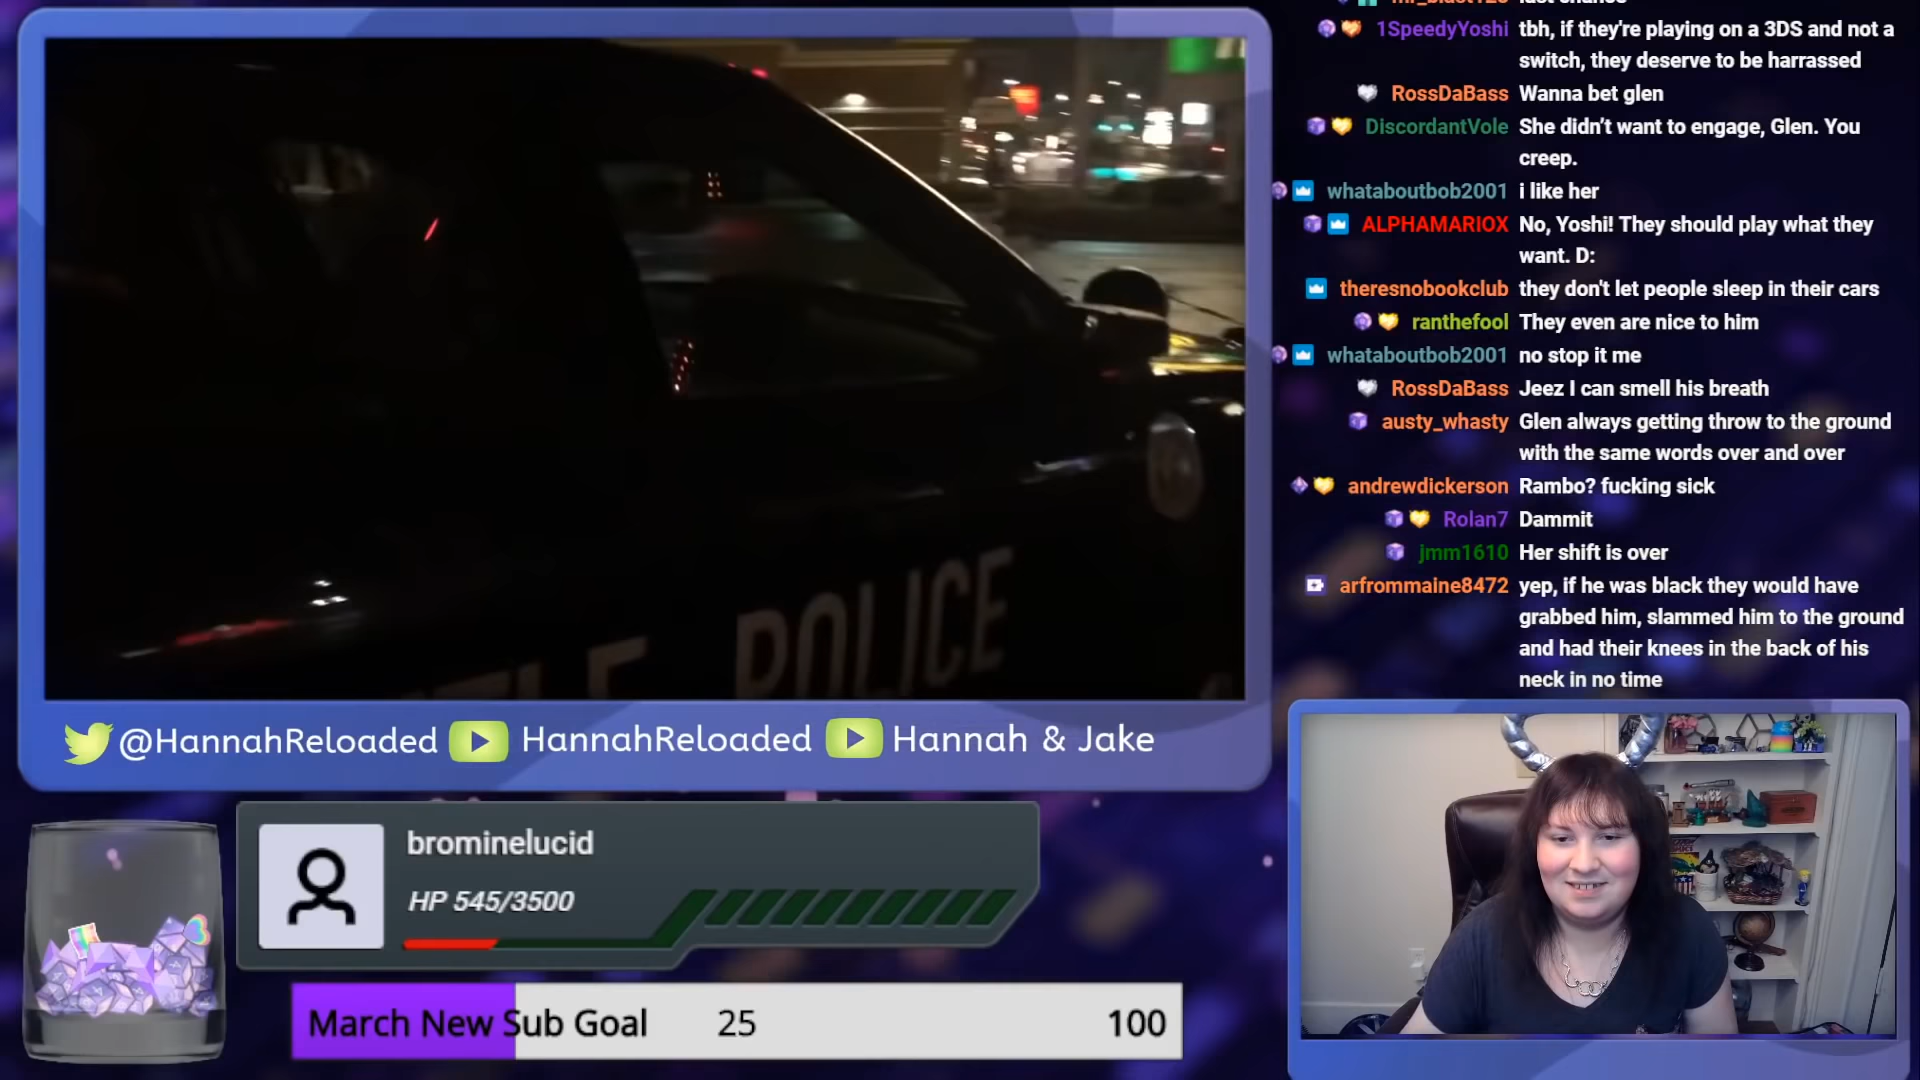 1SpeedyYoshi tbh, if they're playing on a 3DS and not a
switch, they deserve to be harrassed
RossDaBass Wanna bet glen
DiscordantVole She didn't want to engage, Glen. You
creep.
whataboutbob2001 i like her
ALPHAMARIOX No, Yoshi! They should play what they
want. D:
theresnobookclub they don't let people sleep in their cars
ranthefool They even are nice to him
whataboutbob2001 no stop it me
RossDaBass Jeez I can smell his breath
austy_whasty Glen always getting throw to the ground
with the same words over and over
andrewdickerson Rambo? fucking sick
Rolan7 Dammit
jmm1610 Her shift is over
arfrommaine8472 yep, if he was black they would have
grabbed him, slammed him to the ground
and had their knees in the back of his
neck in no time
POLICE
@HannahReloaded HannahReloaded Hannah & Jake
brominelucid
HP 545/3500
March New Sub Goal 25 100